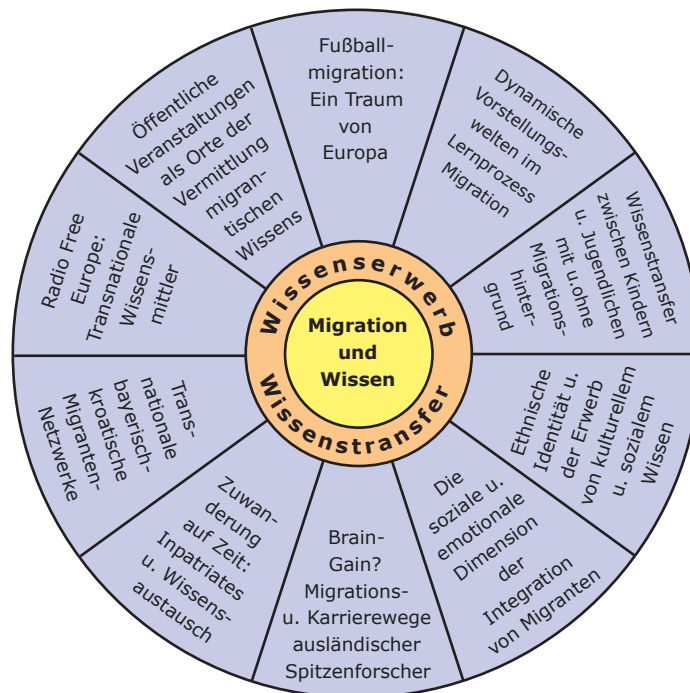 Fußball-
migration:
Ein Traum
von
Europa
Dynamische
Vorstellungs-
welten im
Lernprozess
Migration
Wissenstransfer
zwischen Kindern
u. Jugendlichen
mit u.ohne
Migrations-
hinter-
grund
Ethnische
Identität u.
der Erwerb
von kulturellem
u. sozialem
Wissen
Die
soziale u.
emotionale
Dimension
der
Integration
von Migranten
Brain-
Gain?
Migrations-
u. Karrierewege
ausländischer
Spitzenforscher
Zuwan-
derung
auf Zeit:
Inpatriates
u. Wissens-
austausch
Trans-
nationale
bayerisch-
kroatische
Migranten-
Netzwerke
Radio Free
Europe:
Transnationale
Wissens-
mittler
Öffentliche
Veranstaltungen
als Orte der
Vermittlung
migran-
tischen
Wissens
Wissenserwerb
Migration
und
Wissen
Wissenstransfer